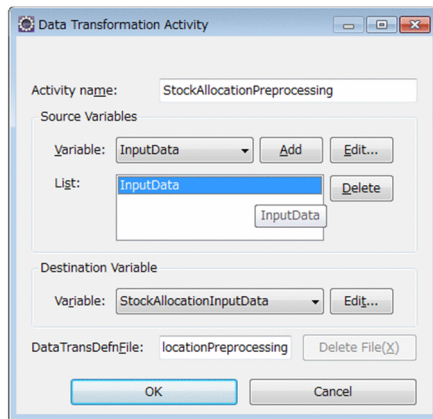 Data Transformation Activity
Activity name: StockAllocationPreprocessing
Source Variables
Variable: InputData Add Edit...
List: InputData Delete
InputData
Destination Variable
Variable: StockAllocationInputData Edit...
DataTransDefnFile: locationPreprocessing Delete File(X)
OK Cancel